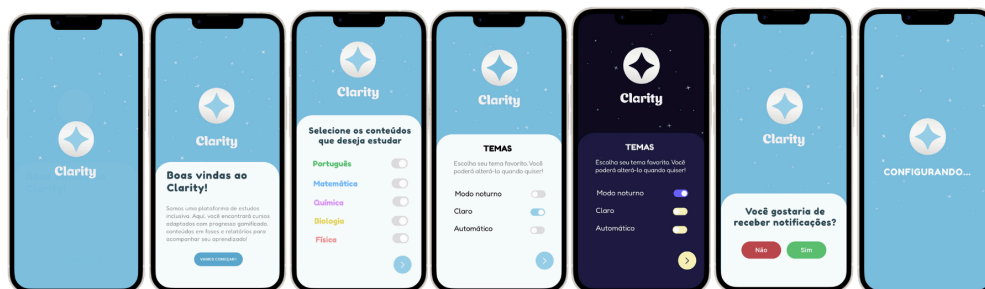 Clarity
Clarity
Boas vindas ao
Clarity!
Somos uma plataforma de estudos
inclusiva. Aqui, você encontrará cursos
adaptados com progresso gamificado,
conteúdos em fases e relatórios para
acompanhar seu aprendizado!
VAMOS COMEÇAR!
Clarity
Selecione os conteúdos
que deseja estudar
Português
Matemática
Química
Biologia
Física
Clarity
TEMAS
Escolha seu tema favorito. Você
poderá alterá-lo quando quiser!
Modo noturno
Claro
Automático
Clarity
TEMAS
Escolha seu tema favorito. Você
poderá alterá-lo quando quiser!
Modo noturno
Claro
Automático
Clarity
Você gostaria de
receber notificações?
Não
Sim
CONFIGURANDO...